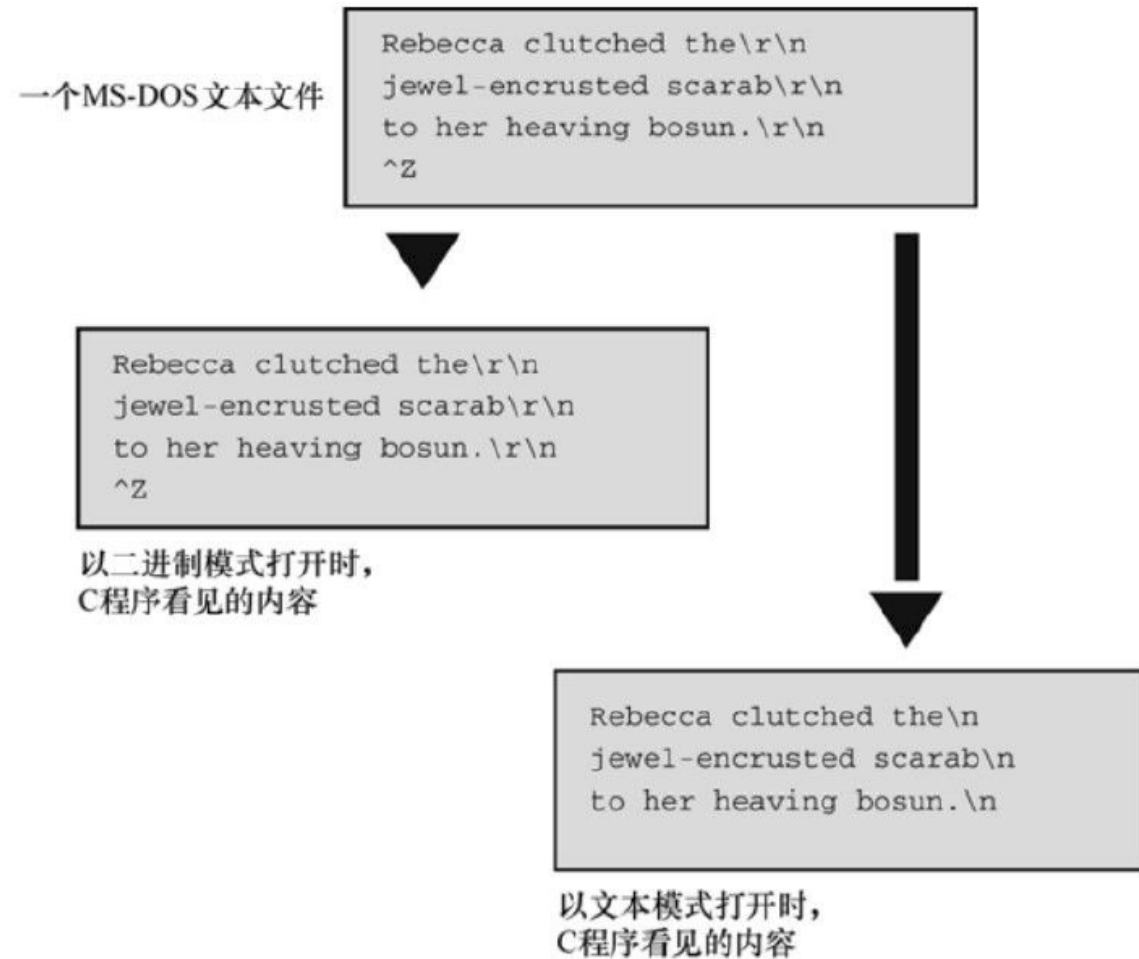 一个MS-DOS文本文件
Rebecca clutched the\r\n
jewel-encrusted scarab\r\n
to her heaving bosun.\r\n
^Z
Rebecca clutched the\r\n
jewel-encrusted scarab\r\n
to her heaving bosun.\r\n
^Z
以二进制模式打开时，
C程序看见的内容
Rebecca clutched the\n
jewel-encrusted scarab\n
to her heaving bosun.\n
以文本模式打开时，
C程序看见的内容